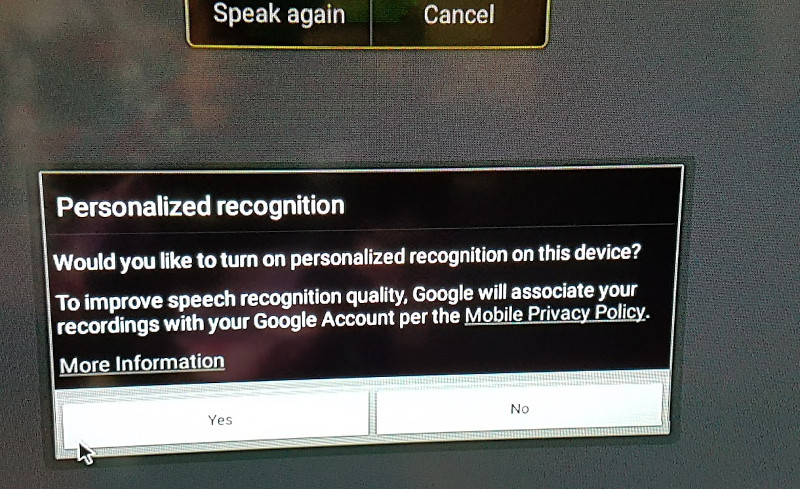 Speak again
Cancel
Personalized recognition
Would you like to turn on personalized recognition on this device?
To improve speech recognition quality, Google will associate your
recordings with your Google Account per the Mobile Privacy Policy.
More Information
Yes
No